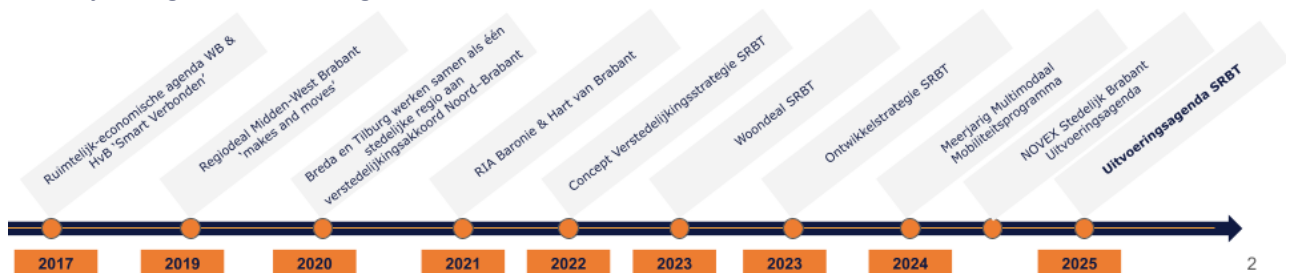 Ruimtelijk-economische agenda WB &
HvB ‘Smart Verbonden’
Regiodeal Midden-West Brabant
‘makes and moves’
Breda en Tilburg werken samen als één
stedelijke regio aan
verstedelijkingsakkoord Noord-Brabant
RIA Baronie & Hart van Brabant
Concept Verstedelijkingsstrategie SRBT
Woondeal SRBT
Ontwikkelstrategie SRBT
Meerjarig Multimodaal
Mobiliteitsprogramma
NOVEX Stedelijk Brabant
Uitvoeringsagenda
Uitvoeringsagenda SRBT
2017
2019
2020
2021
2022
2023
2023
2024
2025
2